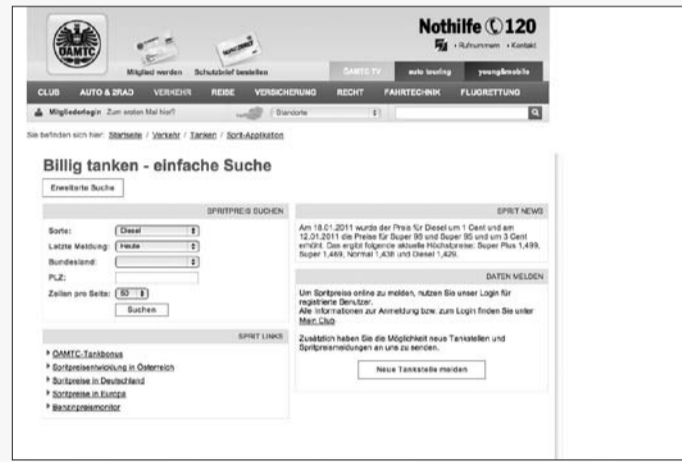 ÖAMTC
Nothilfe 120
Rufnummern Kontakt
Mitglied werden Schutzbrief bestellen
ÖAMTC TV auto touring young&mobile
CLUB AUTO & 2RAD VERKEHR REISE VERSICHERUNG RECHT FAHRTECHNIK FLUGRETTUNG
Mitgliederlogin Zum ersten Mal hier? Standorte
Sie befinden sich hier: Startseite / Verkehr / Tanken / Sprit-Applikation
Billig tanken - einfache Suche
Erweiterte Suche
SPRITPREIS SUCHEN
Sorte: Diesel
Letzte Meldung: Heute
Bundesland:
PLZ:
Zeilen pro Seite: 50
Suchen
SPRIT LINKS
ÖAMTC-Tankbonus
Spritpreisentwicklung in Österreich
Spritpreise in Deutschland
Spritpreise in Europa
Benzinpreismonitor
SPRIT NEWS
Am 18.01.2011 wurde der Preis für Diesel um 1 Cent und am
12.01.2011 die Preise für Super 98 und Super 95 und um 3 Cent
erhöht. Das ergibt folgende aktuelle Höchstpreise: Super Plus 1,499,
Super 1,469, Normal 1,436 und Diesel 1,429.
DATEN MELDEN
Um Spritpreise online zu melden, nutzen Sie unser Login für
registrierte Benutzer.
Alle Informationen zur Anmeldung bzw. zum Login finden Sie unter
Mein Club
Zusätzlich haben Sie die Möglichkeit neue Tankstellen und
Spritpreismeldungen an uns zu senden.
Neue Tankstelle melden